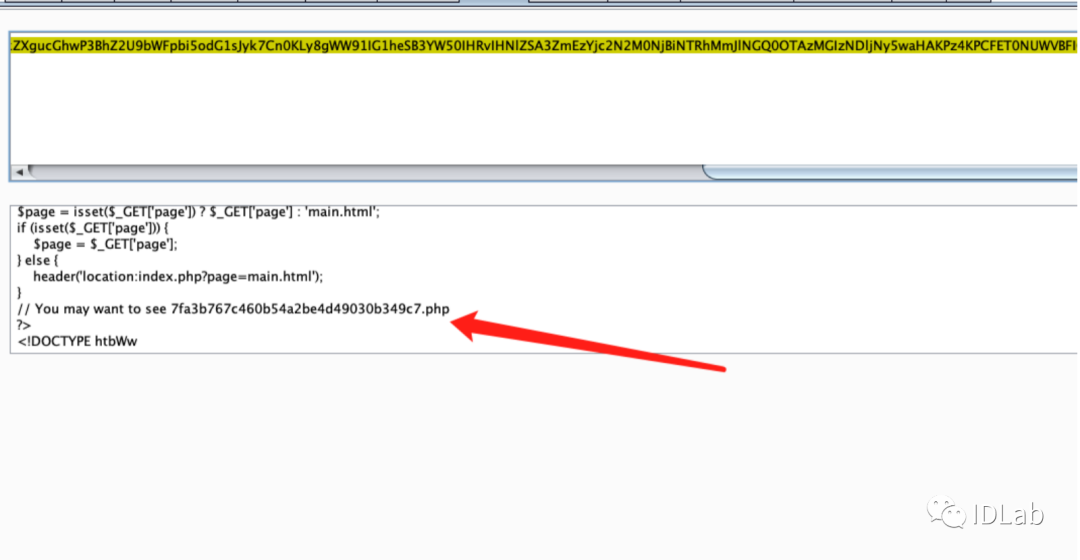 ZXgucGhwP3BhZ2U9bWFpbi5odG1sJyk7Cn0KLy8gWW91IG1heSB3YW50IHRvIHNlZSA3ZmEzYjc2N2M0NjBiNTRhMmJlNGQ0OTAzMGIzNDljNy5waHAKPz4KPCFET0NUWVBFI
$page = isset($_GET['page']) ? $_GET['page'] : 'main.html';
if (isset($_GET['page'])) {
$page = $_GET['page'];
} else {
header('location:index.php?page=main.html');
}
// You may want to see 7fa3b767c460b54a2be4d49030b349c7.php
?>
<!DOCTYPE htbWw
IDLab